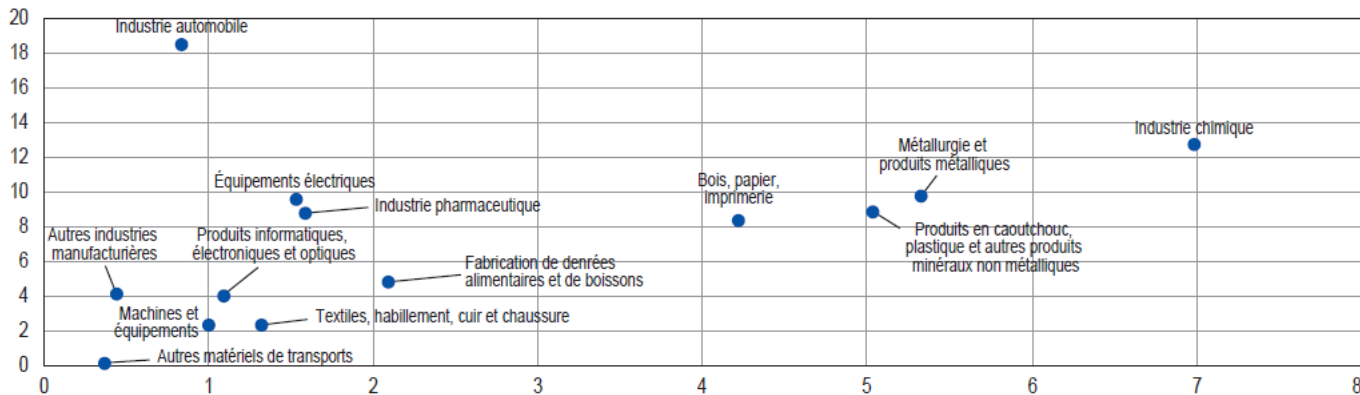 20
18
16
14
12
10
8
6
4
2
0
Industrie automobile
Industrie chimique
Métallurgie et
produits métalliques
Équipements électriques
Bois, papier,
imprimerie
Industrie pharmaceutique
Autres industries
manufacturières
Produits informatiques,
électroniques et optiques
Produits en caoutchouc,
plastique et autres produits
minéraux non métalliques
Fabrication de denrées
alimentaires et de boissons
Machines et
équipements
Textiles, habillement, cuir et chaussure
Autres matériels de transports
0 1 2 3 4 5 6 7 8